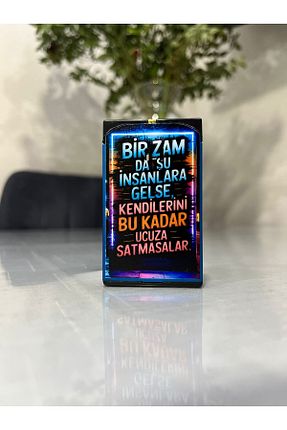 BİR ZAM
DA ŞU
İNSANLARA
GELSE,
KENDİLERİNİ
BU KADAR
UCUZA
SATMASALAR.